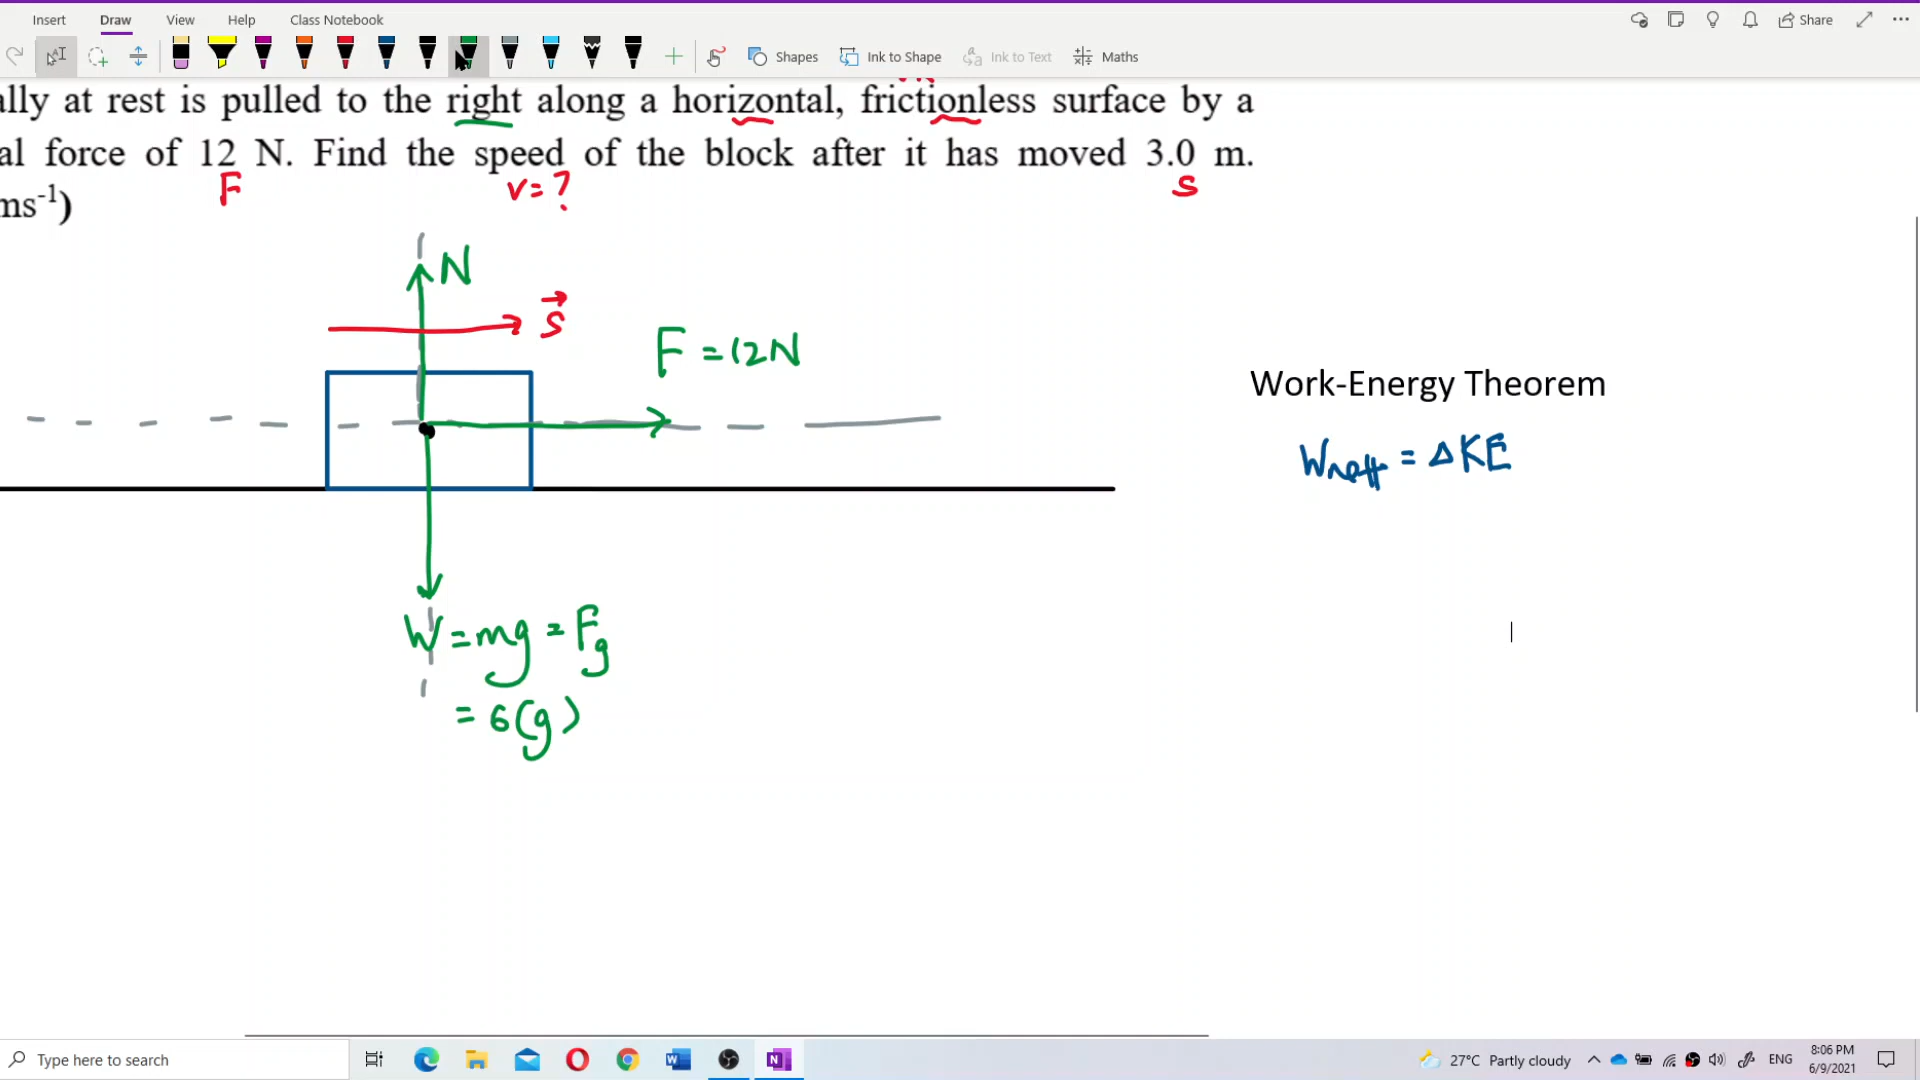 Insert Draw View Help Class Notebook Share
Shapes Ink to Shape Ink to Text Maths
ally at rest is pulled to the right along a horizontal, frictionless surface by a
al force of 12 N. Find the speed of the block after it has moved 3.0 m.
F v = ? s
ms⁻¹)
N
s
F = 12N
Work-Energy Theorem
= ΔKE
W = mg = Fg
= 6(g)
Type here to search
27°C Partly cloudy ENG 8:06 PM
6/9/2021